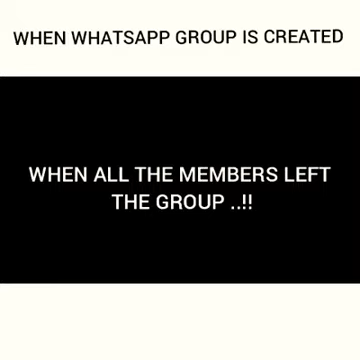 WHEN WHATSAPP GROUP IS CREATED
WHEN ALL THE MEMBERS LEFT
THE GROUP ..!!